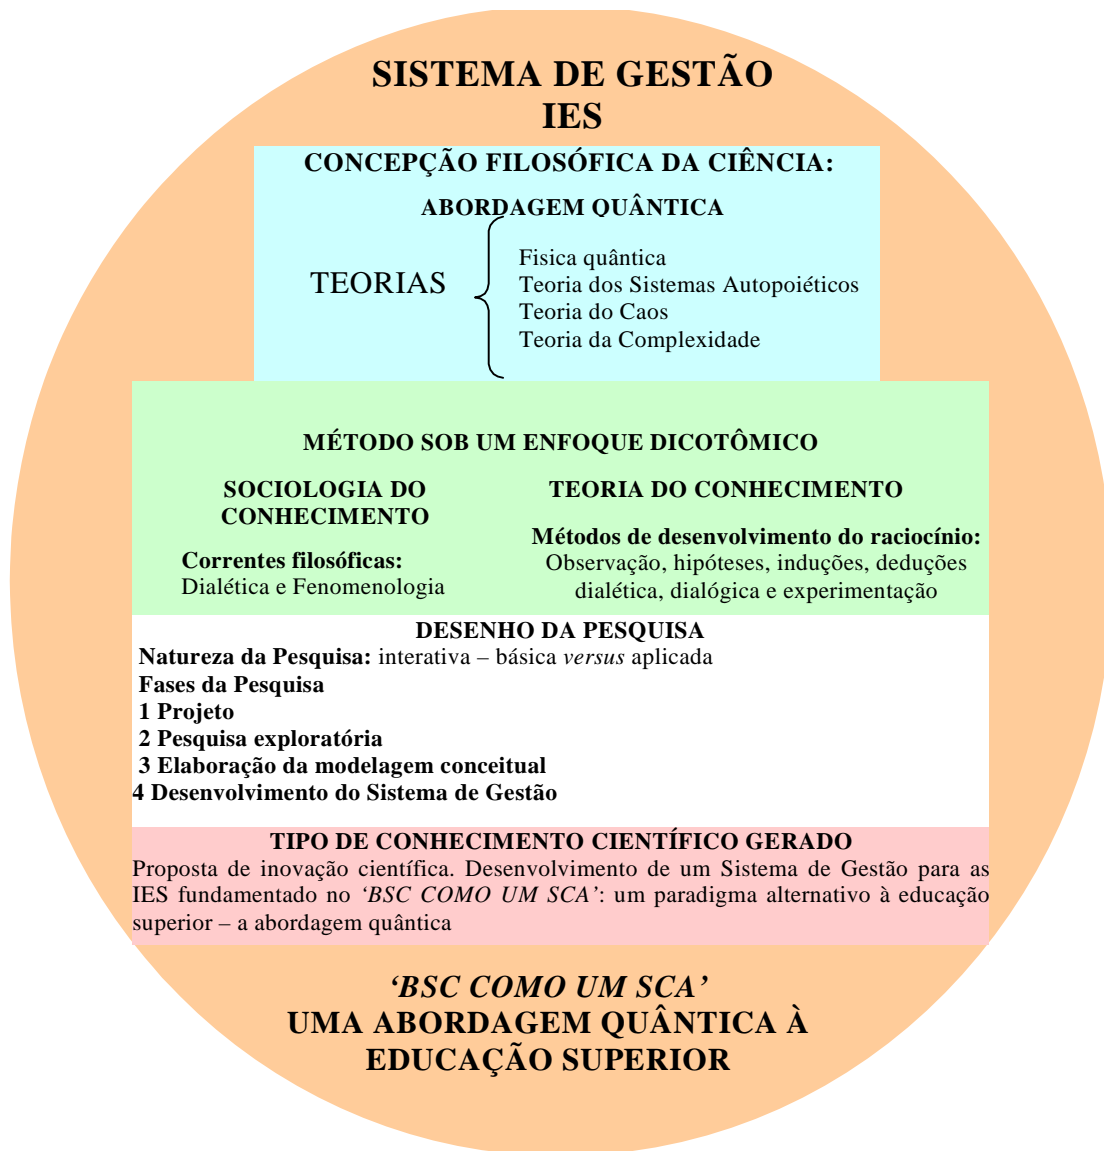 SISTEMA DE GESTÃO
IES
CONCEPÇÃO FILOSÓFICA DA CIÊNCIA:
ABORDAGEM QUÂNTICA
TEORIAS
Fisica quântica
Teoria dos Sistemas Autopoiéticos
Teoria do Caos
Teoria da Complexidade
MÉTODO SOB UM ENFOQUE DICOTÔMICO
SOCIOLOGIA DO
CONHECIMENTO
Correntes filosóficas:
Dialética e Fenomenologia
TEORIA DO CONHECIMENTO
Métodos de desenvolvimento do raciocínio:
Observação, hipóteses, induções, deduções
dialética, dialógica e experimentação
DESENHO DA PESQUISA
Natureza da Pesquisa: interativa – básica versus aplicada
Fases da Pesquisa
1 Projeto
2 Pesquisa exploratória
3 Elaboração da modelagem conceitual
4 Desenvolvimento do Sistema de Gestão
TIPO DE CONHECIMENTO CIENTÍFICO GERADO
Proposta de inovação científica. Desenvolvimento de um Sistema de Gestão para as
IES fundamentado no ‘BSC COMO UM SCA’: um paradigma alternativo à educação
superior – a abordagem quântica
‘BSC COMO UM SCA’
UMA ABORDAGEM QUÂNTICA À
EDUCAÇÃO SUPERIOR